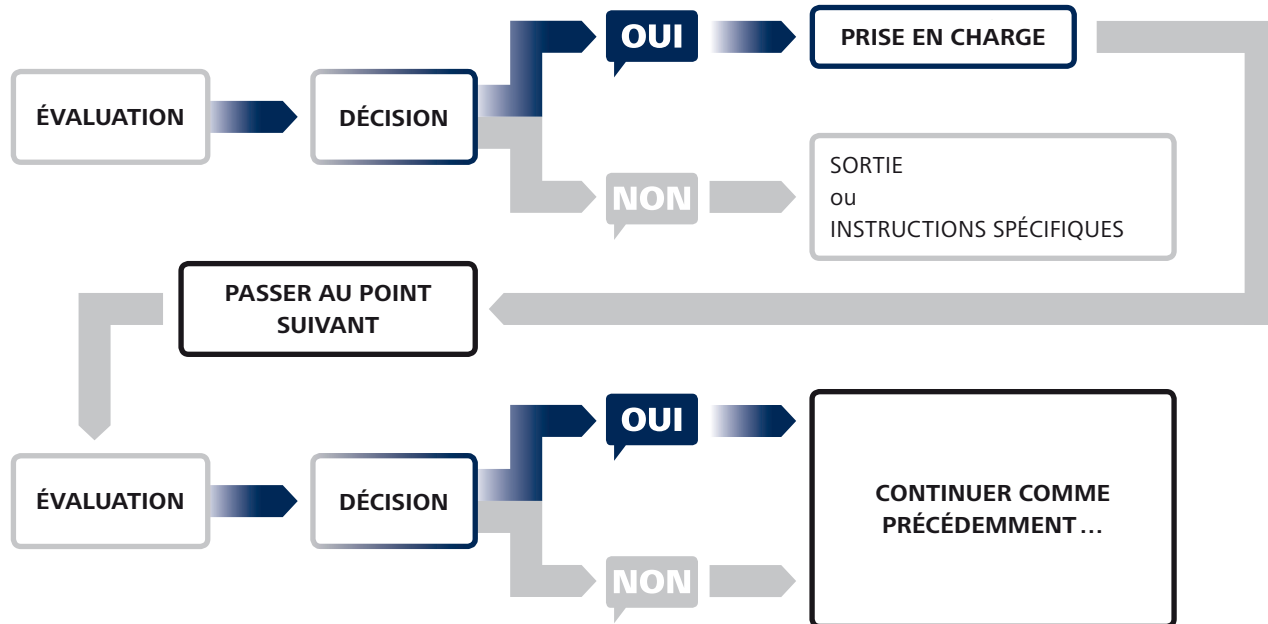 OUI
PRISE EN CHARGE
ÉVALUATION
DÉCISION
NON
SORTIE
ou
INSTRUCTIONS SPÉCIFIQUES
PASSER AU POINT
SUIVANT
ÉVALUATION
DÉCISION
OUI
NON
CONTINUER COMME
PRÉCÉDEMMENT...